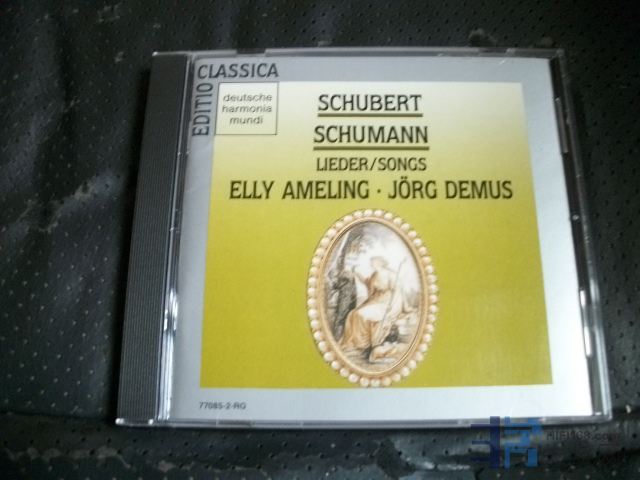 EDITIO CLASSICA
deutsche
harmonia
mundi
SCHUBERT
SCHUMANN
LIEDER/SONGS
ELLY AMELING · JÖRG DEMUS
77085-2-RG